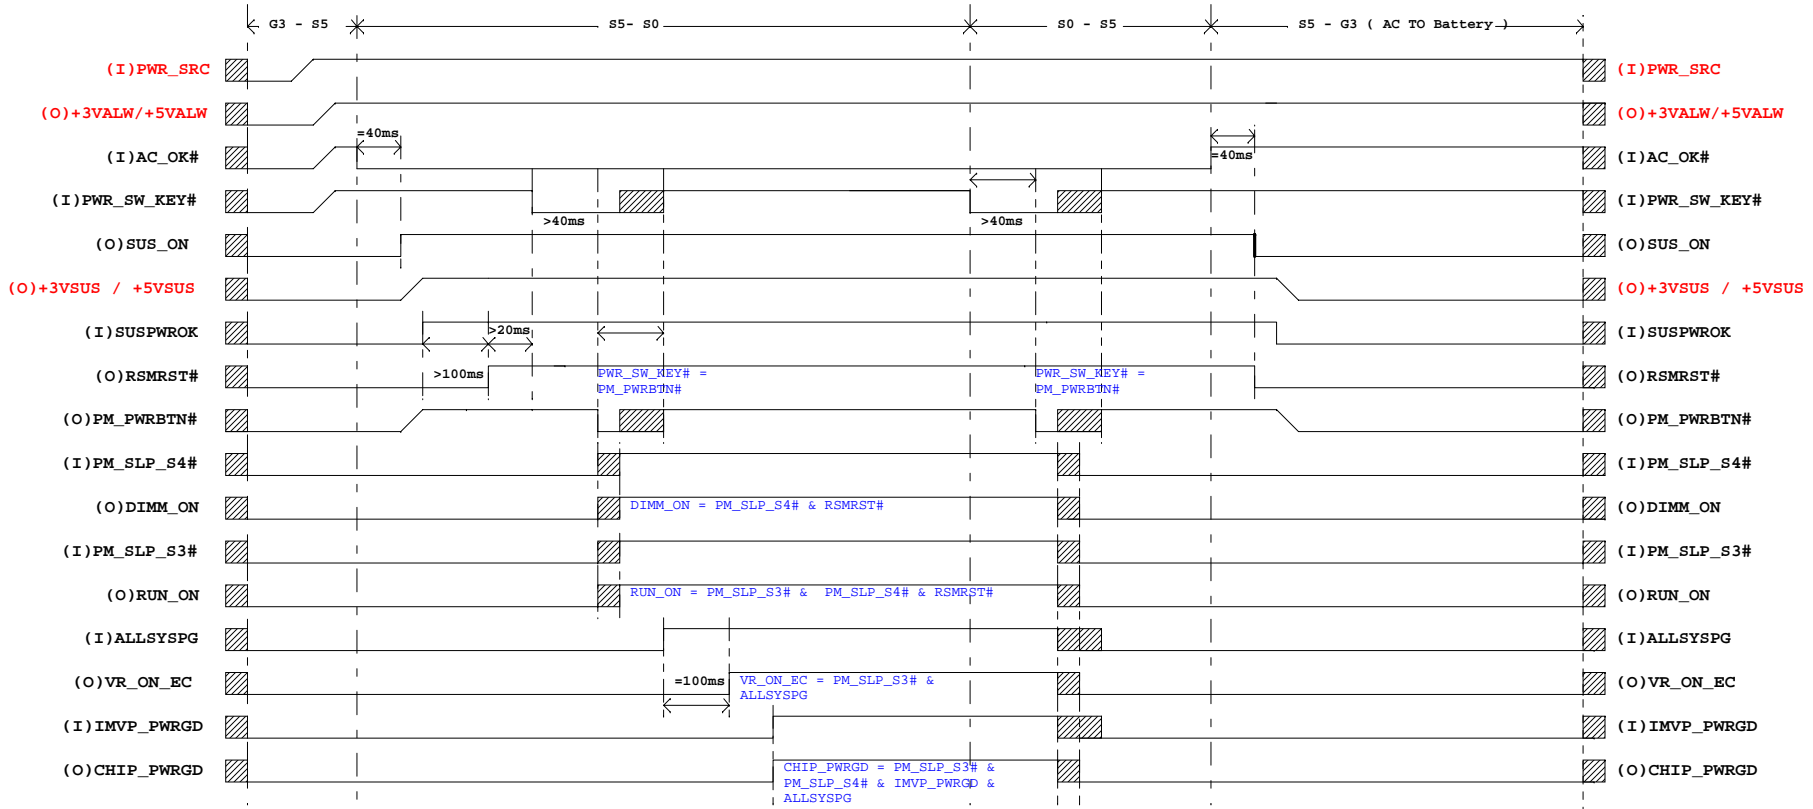 G3 - S5 S5- S0 S0 - S5 S5 - G3 ( AC TO Battery )
(I)PWR_SRC (I)PWR_SRC
(O)+3VALW/+5VALW (O)+3VALW/+5VALW
=40ms
(I)AC_OK# =40ms (I)AC_OK#
(I)PWR_SW_KEY# (I)PWR_SW_KEY#
>40ms >40ms
(O)SUS_ON (O)SUS_ON
(O)+3VSUS / +5VSUS (O)+3VSUS / +5VSUS
(I)SUSPWROK >20ms (I)SUSPWROK
(O)RSMRST# >100ms PWR_SW_KEY# = PWR_SW_KEY# = (O)RSMRST#
PM_PWRBTN# PM_PWRBTN#
(O)PM_PWRBTN# (O)PM_PWRBTN#
(I)PM_SLP_S4# (I)PM_SLP_S4#
(O)DIMM_ON DIMM_ON = PM_SLP_S4# & RSMRST# (O)DIMM_ON
(I)PM_SLP_S3# (I)PM_SLP_S3#
(O)RUN_ON RUN_ON = PM_SLP_S3# & PM_SLP_S4# & RSMRST# (O)RUN_ON
(I)ALLSYSPG (I)ALLSYSPG
(O)VR_ON_EC =100ms VR_ON_EC = PM_SLP_S3# & (O)VR_ON_EC
ALLSYSPG
(I)IMVP_PWRGD (I)IMVP_PWRGD
(O)CHIP_PWRGD CHIP_PWRGD = PM_SLP_S3# & (O)CHIP_PWRGD
PM_SLP_S4# & IMVP_PWRGD &
ALLSYSPG